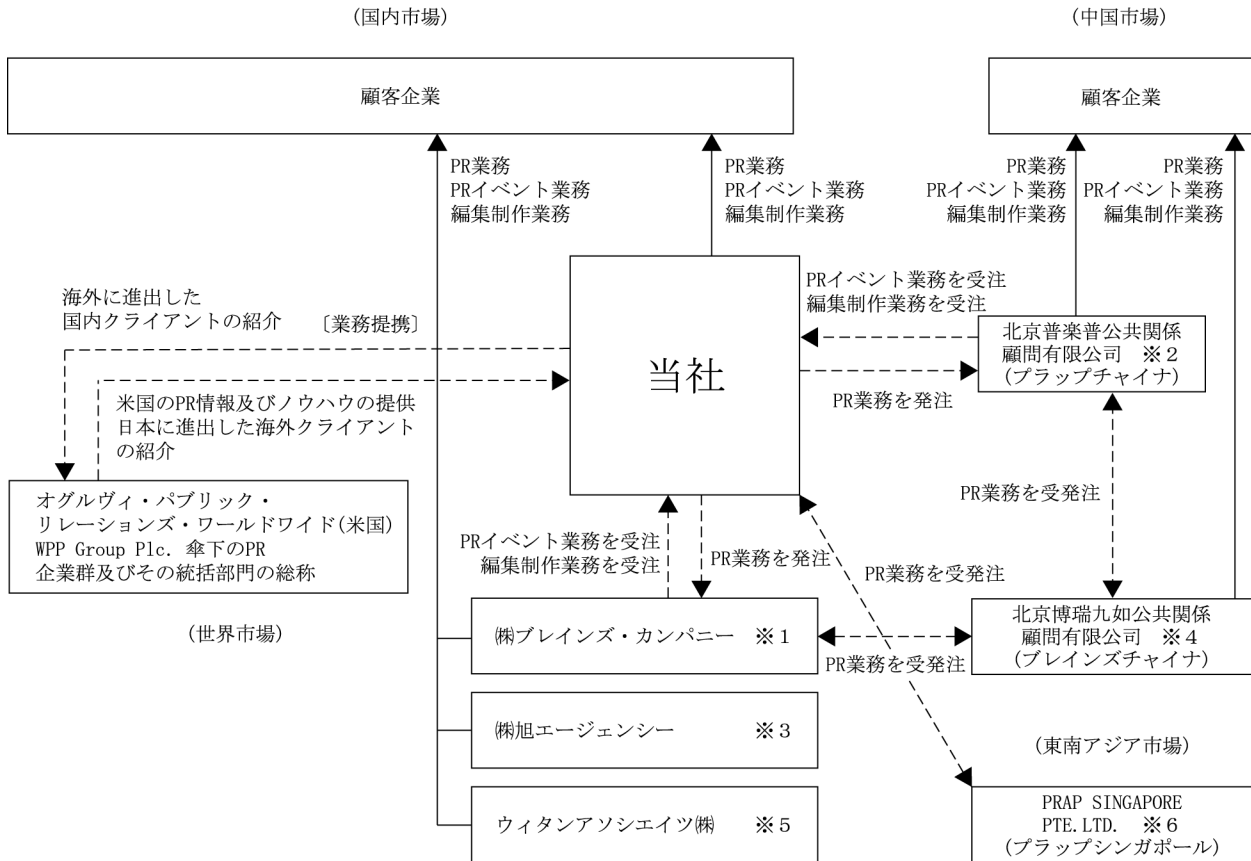 (国内市場)
(中国市場)
顧客企業
顧客企業
PR業務
PRイベント業務
編集制作業務
PR業務
PRイベント業務
編集制作業務
PR業務
PRイベント業務
編集制作業務
PR業務
PRイベント業務
編集制作業務
海外に進出した
国内クライアントの紹介
〔業務提携〕
当社
PRイベント業務を受注
編集制作業務を受注
PR業務を発注
北京普楽普公共関係
顧問有限公司 ※2
(プラップチャイナ)
米国のPR情報及びノウハウの提供
日本に進出した海外クライアント
の紹介
オグルヴィ・パブリック・
リレーションズ・ワールドワイド(米国)
WPP Group Plc. 傘下のPR
企業群及びその統括部門の総称
(世界市場)
PRイベント業務を受注
編集制作業務を受注
PR業務を発注
PR業務を受発注
PR業務を受発注
㈱ブレインズ・カンパニー ※1
PR業務を受発注
北京博瑞九如公共関係
顧問有限公司 ※4
(ブレインズチャイナ)
㈱旭エージェンシー ※3
ウィタンアソシエイツ㈱ ※5
(東南アジア市場)
PRAP SINGAPORE
PTE.LTD. ※6
(プラップシンガポール)